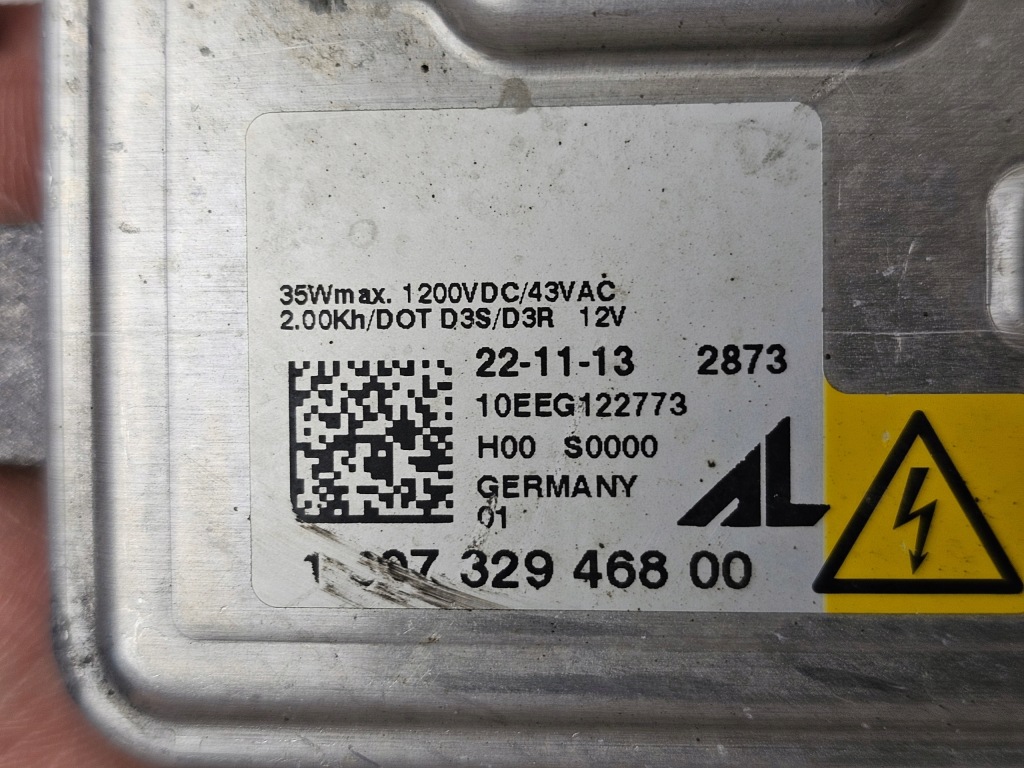 35Wmax. 1200VDC/43VAC
2.00Kh/DOT D3S/D3R 12V
22-11-13 2873
10EEG122773
H00 S0000
GERMANY
01
329 468 00
AL